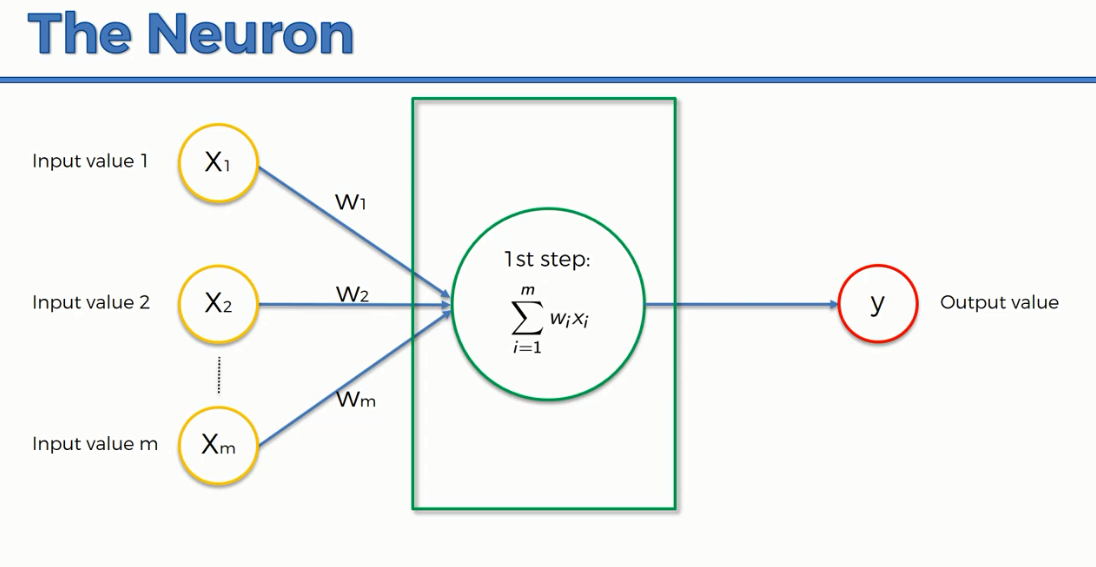 The Neuron
Input value 1
X1
W1
Input value 2
X2
W2
Input value m
Xm
Wm
1st step:
m
∑ wixi
i=1
y
Output value